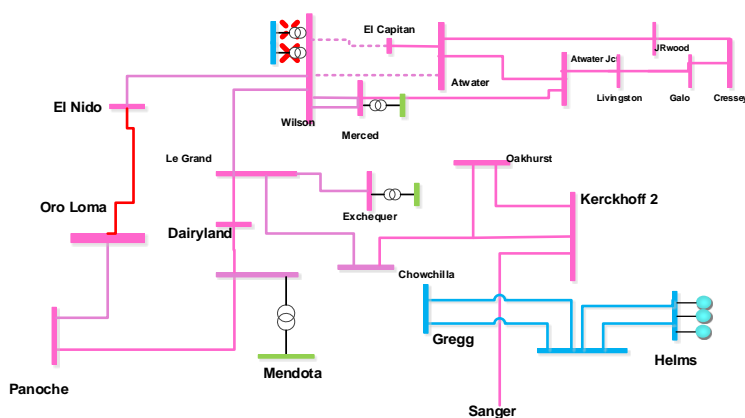 El Capitan
JRwood
Atwater Jct
Atwater
El Nido
Livingston
Galo
Cressey
Wilson
Merced
Le Grand
Oakhurst
Oro Loma
Exchequer
Kerckhoff 2
Dairyland
Chowchilla
Gregg
Helms
Mendota
Panoche
Sanger